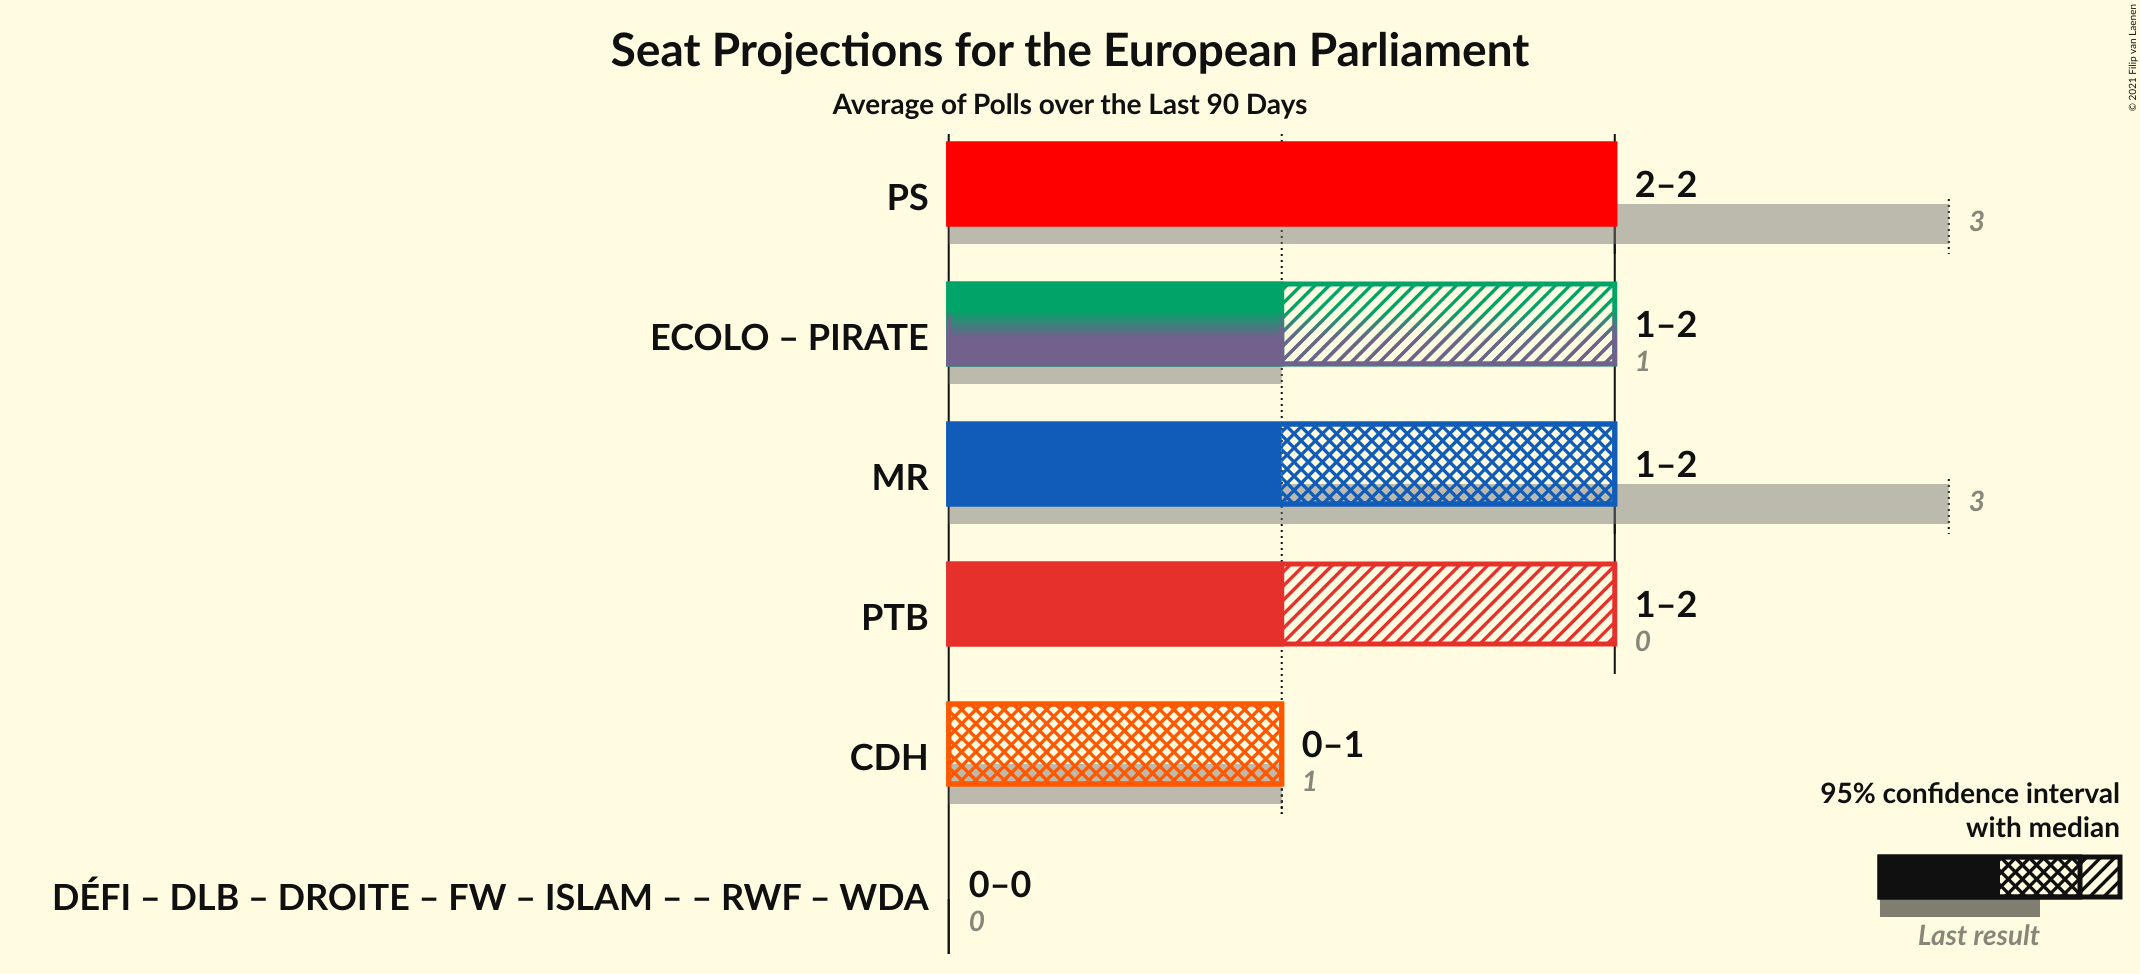 Seat Projections for the European Parliament
Average of Polls over the Last 90 Days
© 2021 Filip van Laenen
PS
2–2
3
ECOLO – PIRATE
1–2
1
MR
1–2
3
PTB
1–2
0
CDH
0–1
1
DÉFI – DLB – DROITE – FW – ISLAM – – RWF – WDA
0–0
0
95% confidence interval
with median
Last result